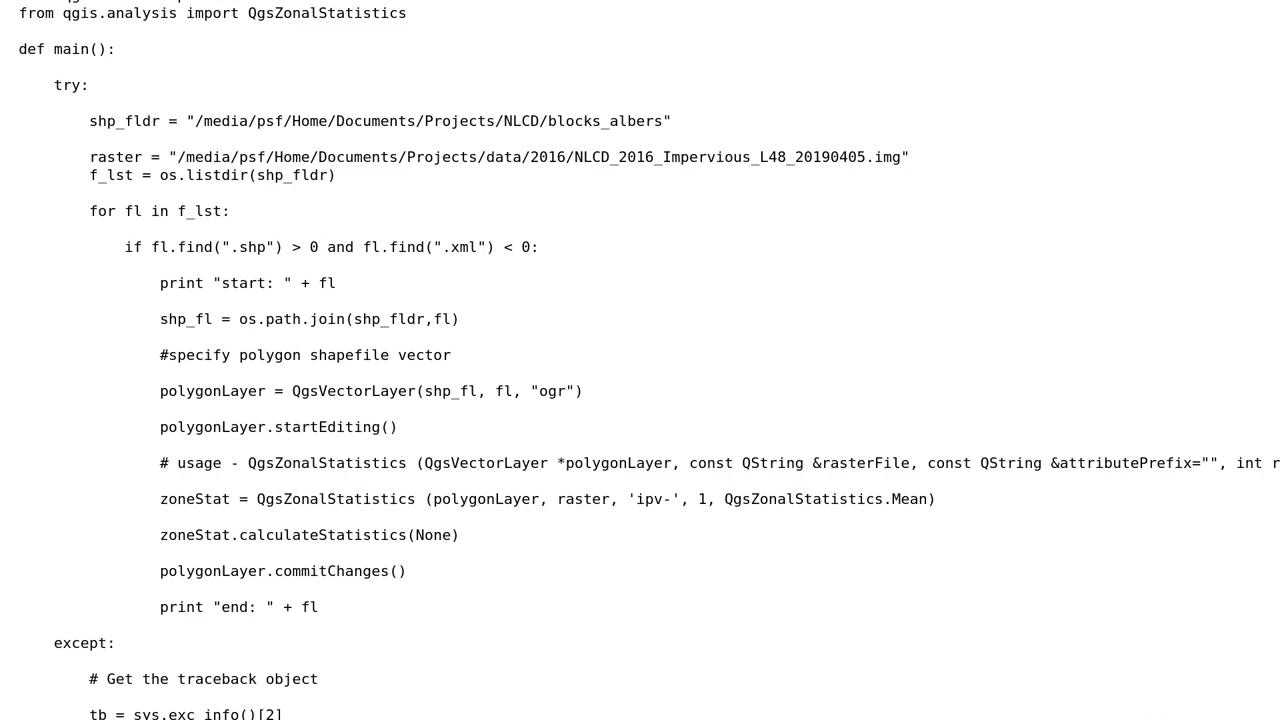 from qgis.analysis import QgsZonalStatistics
def main():
try:
shp_fldr = "/media/psf/Home/Documents/Projects/NLCD/blocks_albers"
raster = "/media/psf/Home/Documents/Projects/data/2016/NLCD_2016_Impervious_L48_20190405.img"
f_lst = os.listdir(shp_fldr)
for fl in f_lst:
if fl.find(".shp") > 0 and fl.find(".xml") < 0:
print "start: " + fl
shp_fl = os.path.join(shp_fldr,fl)
#specify polygon shapefile vector
polygonLayer = QgsVectorLayer(shp_fl, fl, "ogr")
polygonLayer.startEditing()
# usage - QgsZonalStatistics (QgsVectorLayer *polygonLayer, const QString &rasterFile, const QString &attributePrefix="", int r
zoneStat = QgsZonalStatistics (polygonLayer, raster, 'ipv-', 1, QgsZonalStatistics.Mean)
zoneStat.calculateStatistics(None)
polygonLayer.commitChanges()
print "end: " + fl
except:
# Get the traceback object
tb = sys.exc_info()[2]